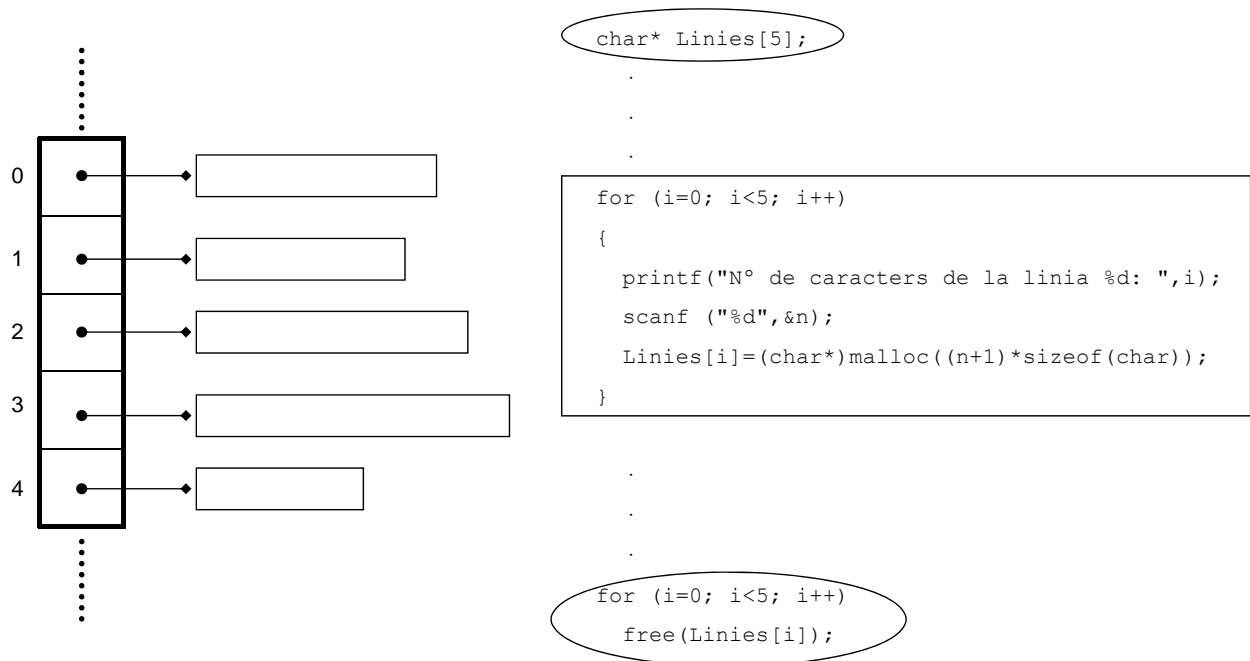 char* Linies[5];
.
.
.
0
1
2
3
4
for (i=0; i<5; i++)
{
printf("Nº de caracters de la linia %d: ",i);
scanf ("%d",&n);
Linies[i]=(char*)malloc((n+1)*sizeof(char));
}
.
.
.
for (i=0; i<5; i++)
free(Linies[i]);